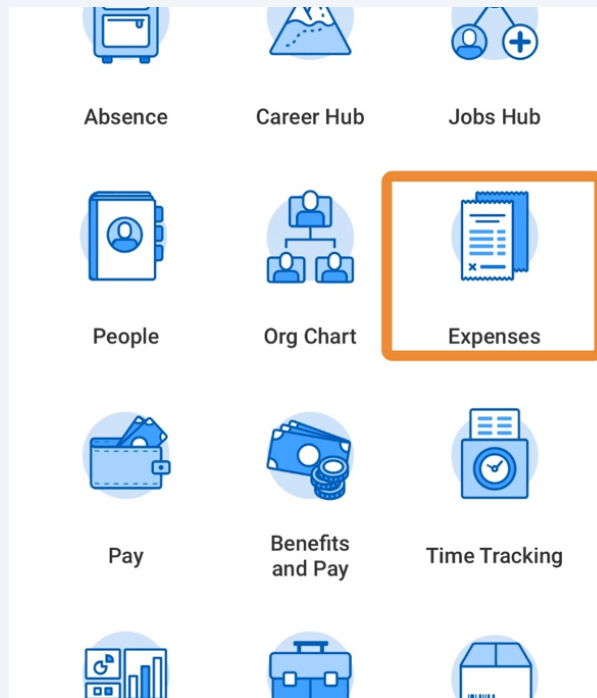 Absence
Career Hub
Jobs Hub
People
Org Chart
Expenses
Pay
Benefits
and Pay
Time Tracking